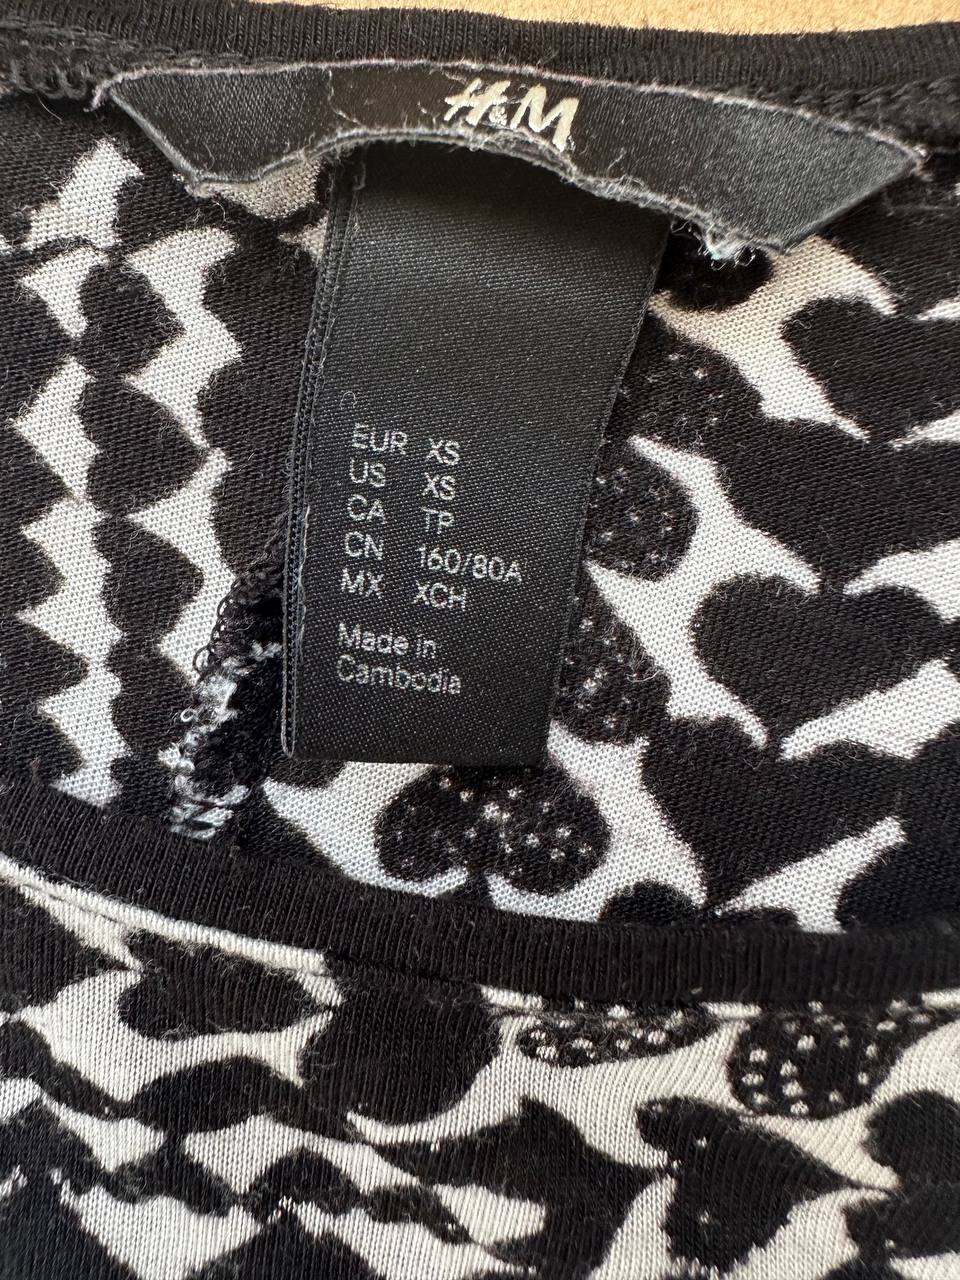 H&M
EUR XS
US XS
CA TP
CN 160/80A
MX XCH
Made in
Cambodia